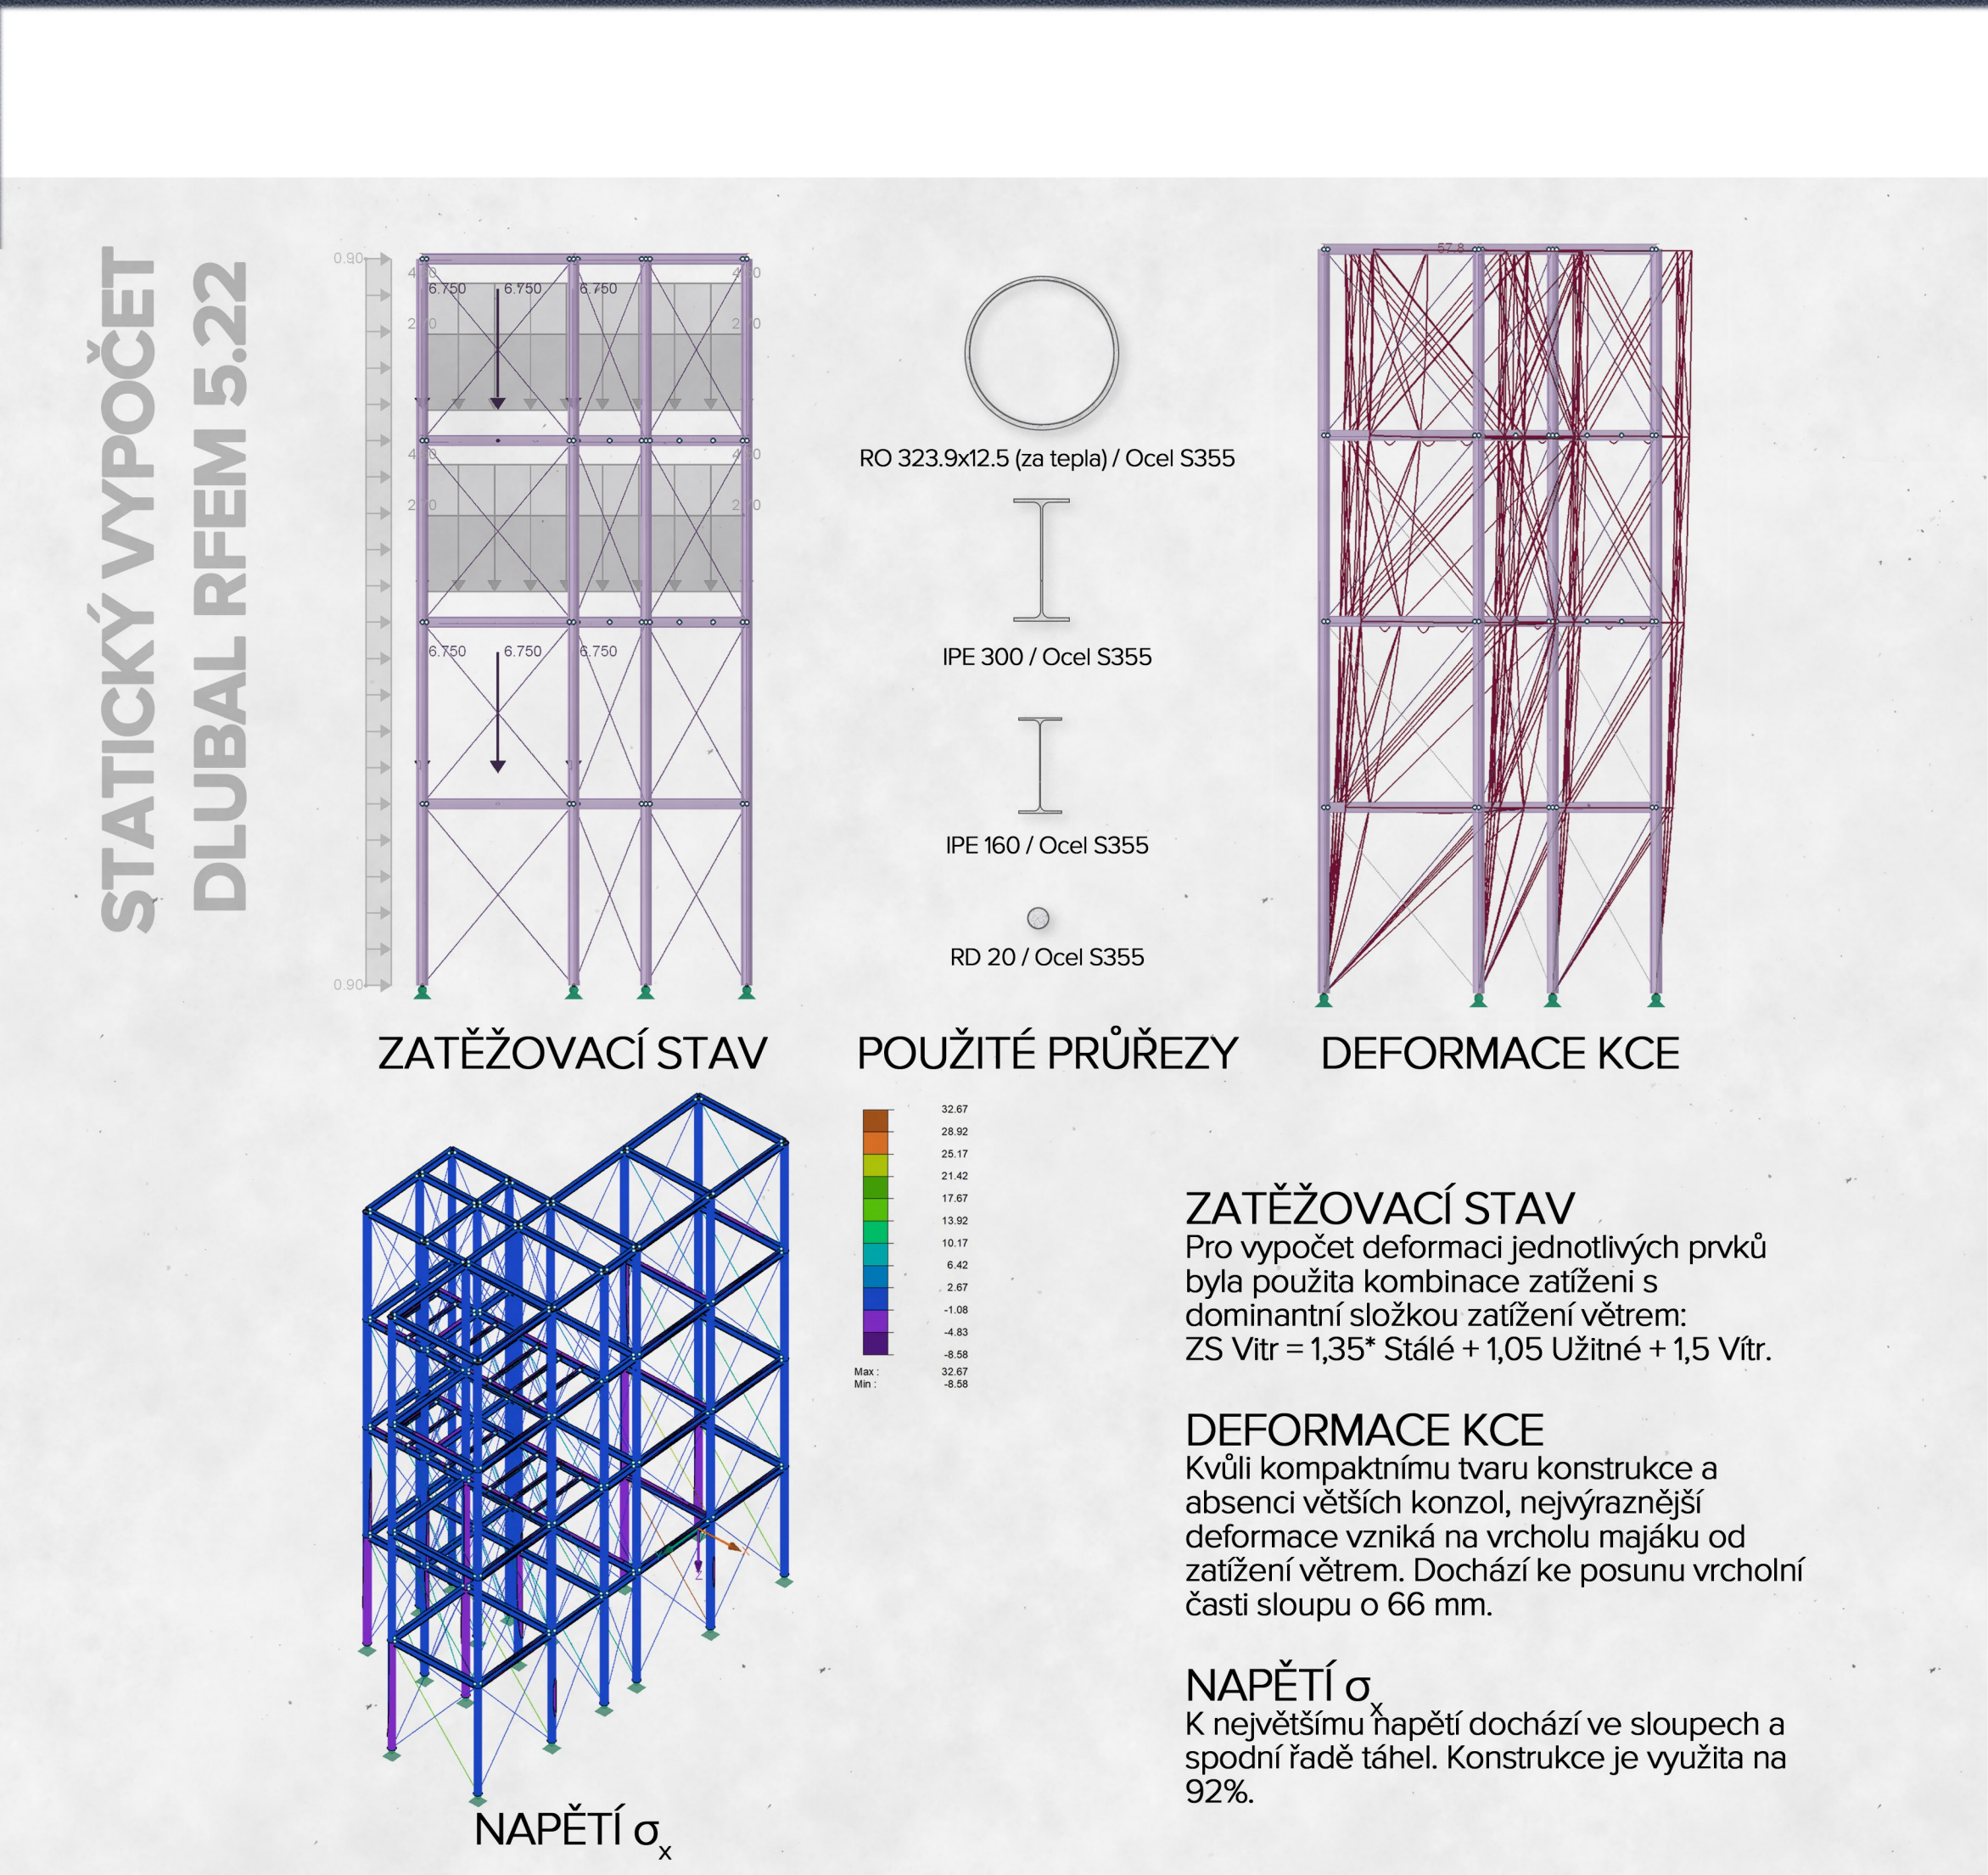 STATICKÝ VYPOČET
DLUBAL RFEM 5.22
0.90
6.750
6.750
6.750
6.750
6.750
6.750
0.90
ZATĚŽOVACÍ STAV
RO 323.9x12.5 (za tepla) / Ocel S355
IPE 300 / Ocel S355
IPE 160 / Ocel S355
RD 20 / Ocel S355
POUŽITÉ PRŮŘEZY
57.8
DEFORMACE KCE
32.67
28.92
25.17
21.42
17.67
13.92
10.17
6.42
2.67
-1.08
-4.83
-8.58
Max : 32.67
Min : -8.58
X
Z
NAPĚTÍ σx
ZATĚŽOVACÍ STAV
Pro vypočet deformaci jednotlivých prvků
byla použita kombinace zatíženi s
dominantní složkou zatížení větrem:
ZS Vitr = 1,35* Stálé + 1,05 Užitné + 1,5 Vítr.
DEFORMACE KCE
Kvůli kompaktnímu tvaru konstrukce a
absenci větších konzol, nejvýraznější
deformace vzniká na vrcholu majáku od
zatížení větrem. Dochází ke posunu vrcholní
časti sloupu o 66 mm.
NAPĚTÍ σx
K největšímu napětí dochází ve sloupech a
spodní řadě táhel. Konstrukce je využita na
92%.